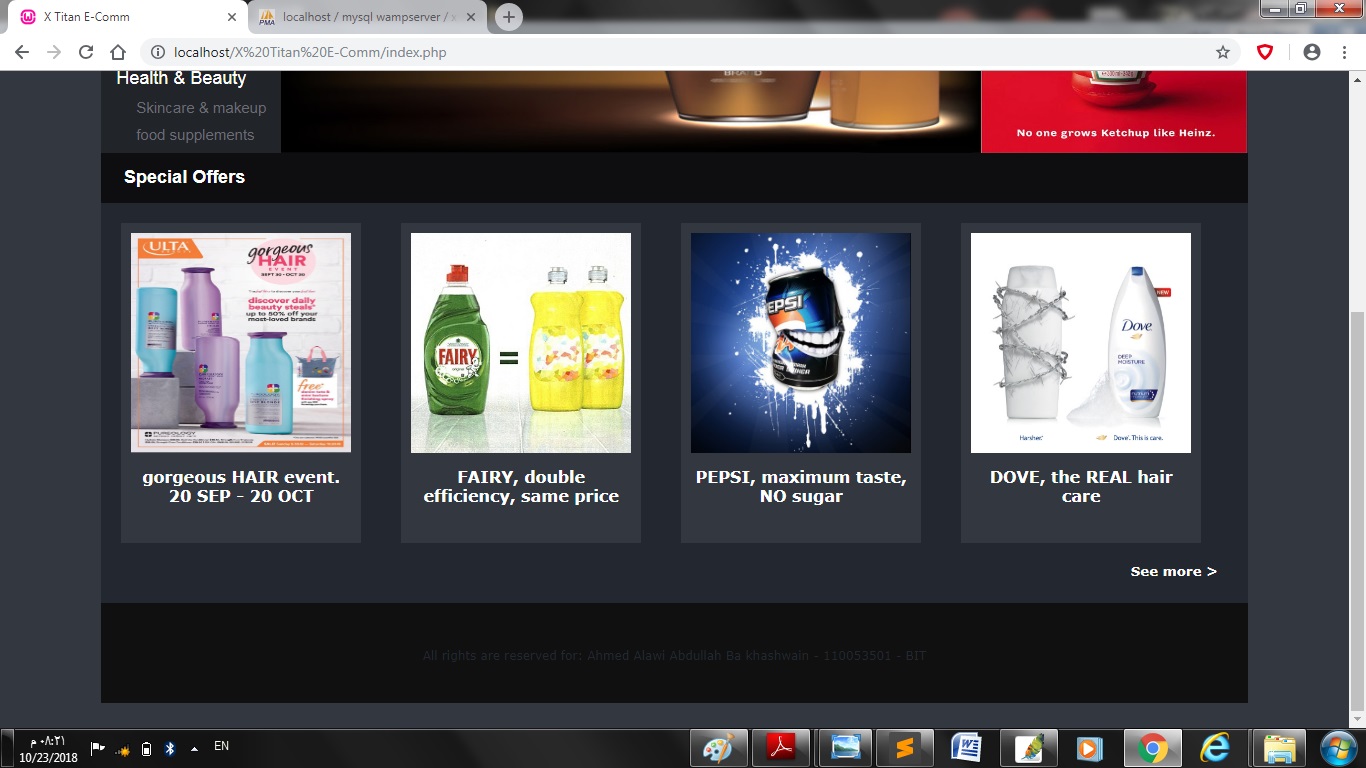 X Titan E-Comm
localhost / mysql wampserver / x
localhost/X%20Titan%20E-Comm/index.php
Health & Beauty
Skincare & makeup
food supplements
BRAND
No one grows Ketchup like Heinz.
Special Offers
ULTA
gorgeous
HAIR
EVENT
SEPT 30 - OCT 20
discover daily
beauty steals*
up to 50% off your
most-loved brands
free*
PUREOLOGY
gorgeous HAIR event.
20 SEP - 20 OCT
FAIRY
=
FAIRY, double
efficiency, same price
PEPSI
PEPSI, maximum taste,
NO sugar
NEW
Dove
DEEP
MOISTURE
Harsher.
Dove. This is care.
DOVE, the REAL hair
care
See more >
All rights are reserved for: Ahmed Alawi Abdullah Ba khashwain - 110053501 - BIT
٠٨:٢١ م
10/23/2018
EN